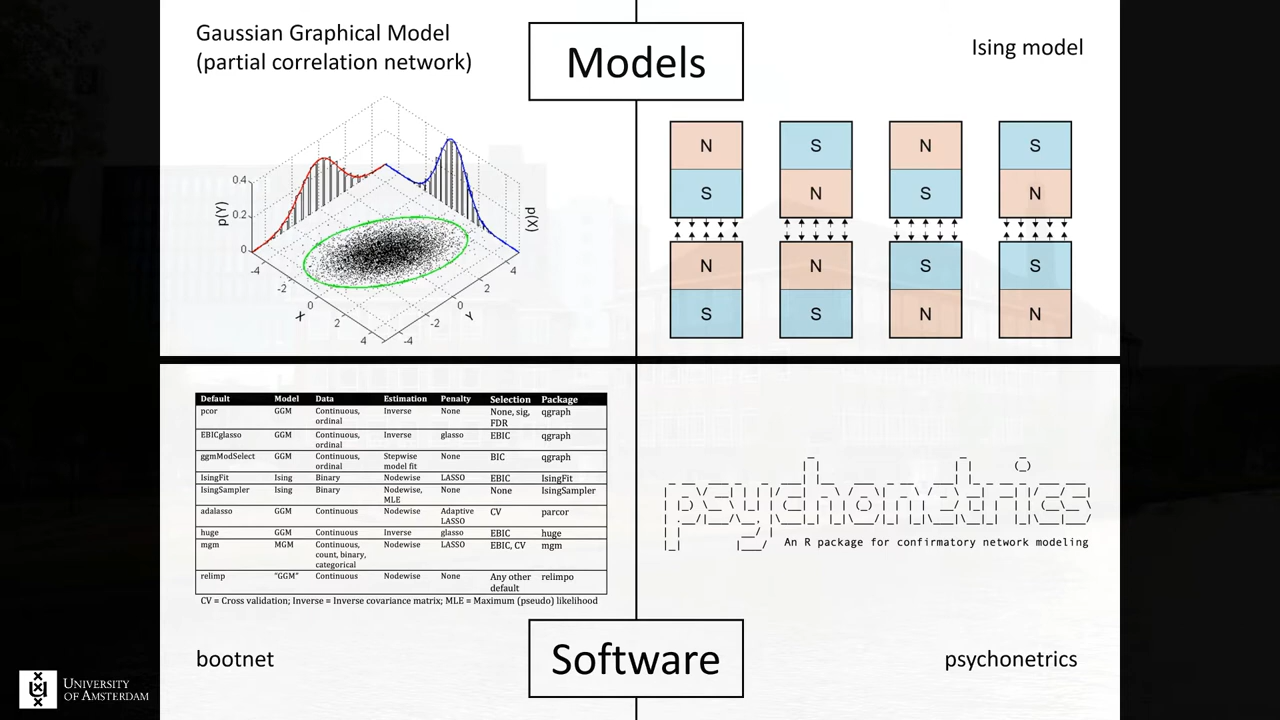 Gaussian Graphical Model
(partial correlation network)
Models
Ising model
0.4
0.2
0
p(Y)
p(X)
-4
-2
0
2
4
X
4
2
0
-2
-4
Y
N S N S
S N S N
N N S S
S S N N
Default Model Data Estimation Penalty Selection Package
pcor GGM Continuous, ordinal Inverse None None, sig, FDR qgraph
EBICglasso GGM Continuous, ordinal Inverse glasso EBIC qgraph
ggmModSelect GGM Continuous, ordinal Stepwise model fit None BIC qgraph
IsingFit Ising Binary Nodewise LASSO EBIC IsingFit
IsingSampler Ising Binary Nodewise, MLE None None IsingSampler
adalasso GGM Continuous Nodewise Adaptive LASSO CV parcor
huge GGM Continuous Inverse glasso EBIC huge
mgm MGM Continuous, count, binary, categorical Nodewise LASSO EBIC, CV mgm
relimp "GGM" Continuous Nodewise None Any other default relimpo
CV = Cross validation; Inverse = Inverse covariance matrix; MLE = Maximum (pseudo) likelihood
psychonetrics
An R package for confirmatory network modeling
bootnet
Software
psychonetrics
UNIVERSITY
OF AMSTERDAM